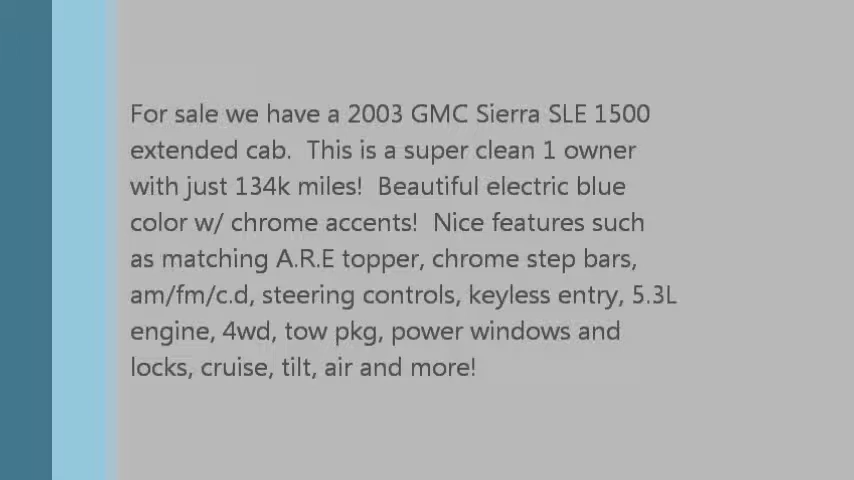 For sale we have a 2003 GMC Sierra SLE 1500
extended cab.  This is a super clean 1 owner
with just 134k miles!  Beautiful electric blue
color w/ chrome accents!  Nice features such
as matching A.R.E topper, chrome step bars,
am/fm/c.d, steering controls, keyless entry, 5.3L
engine, 4wd, tow pkg, power windows and
locks, cruise, tilt, air and more!